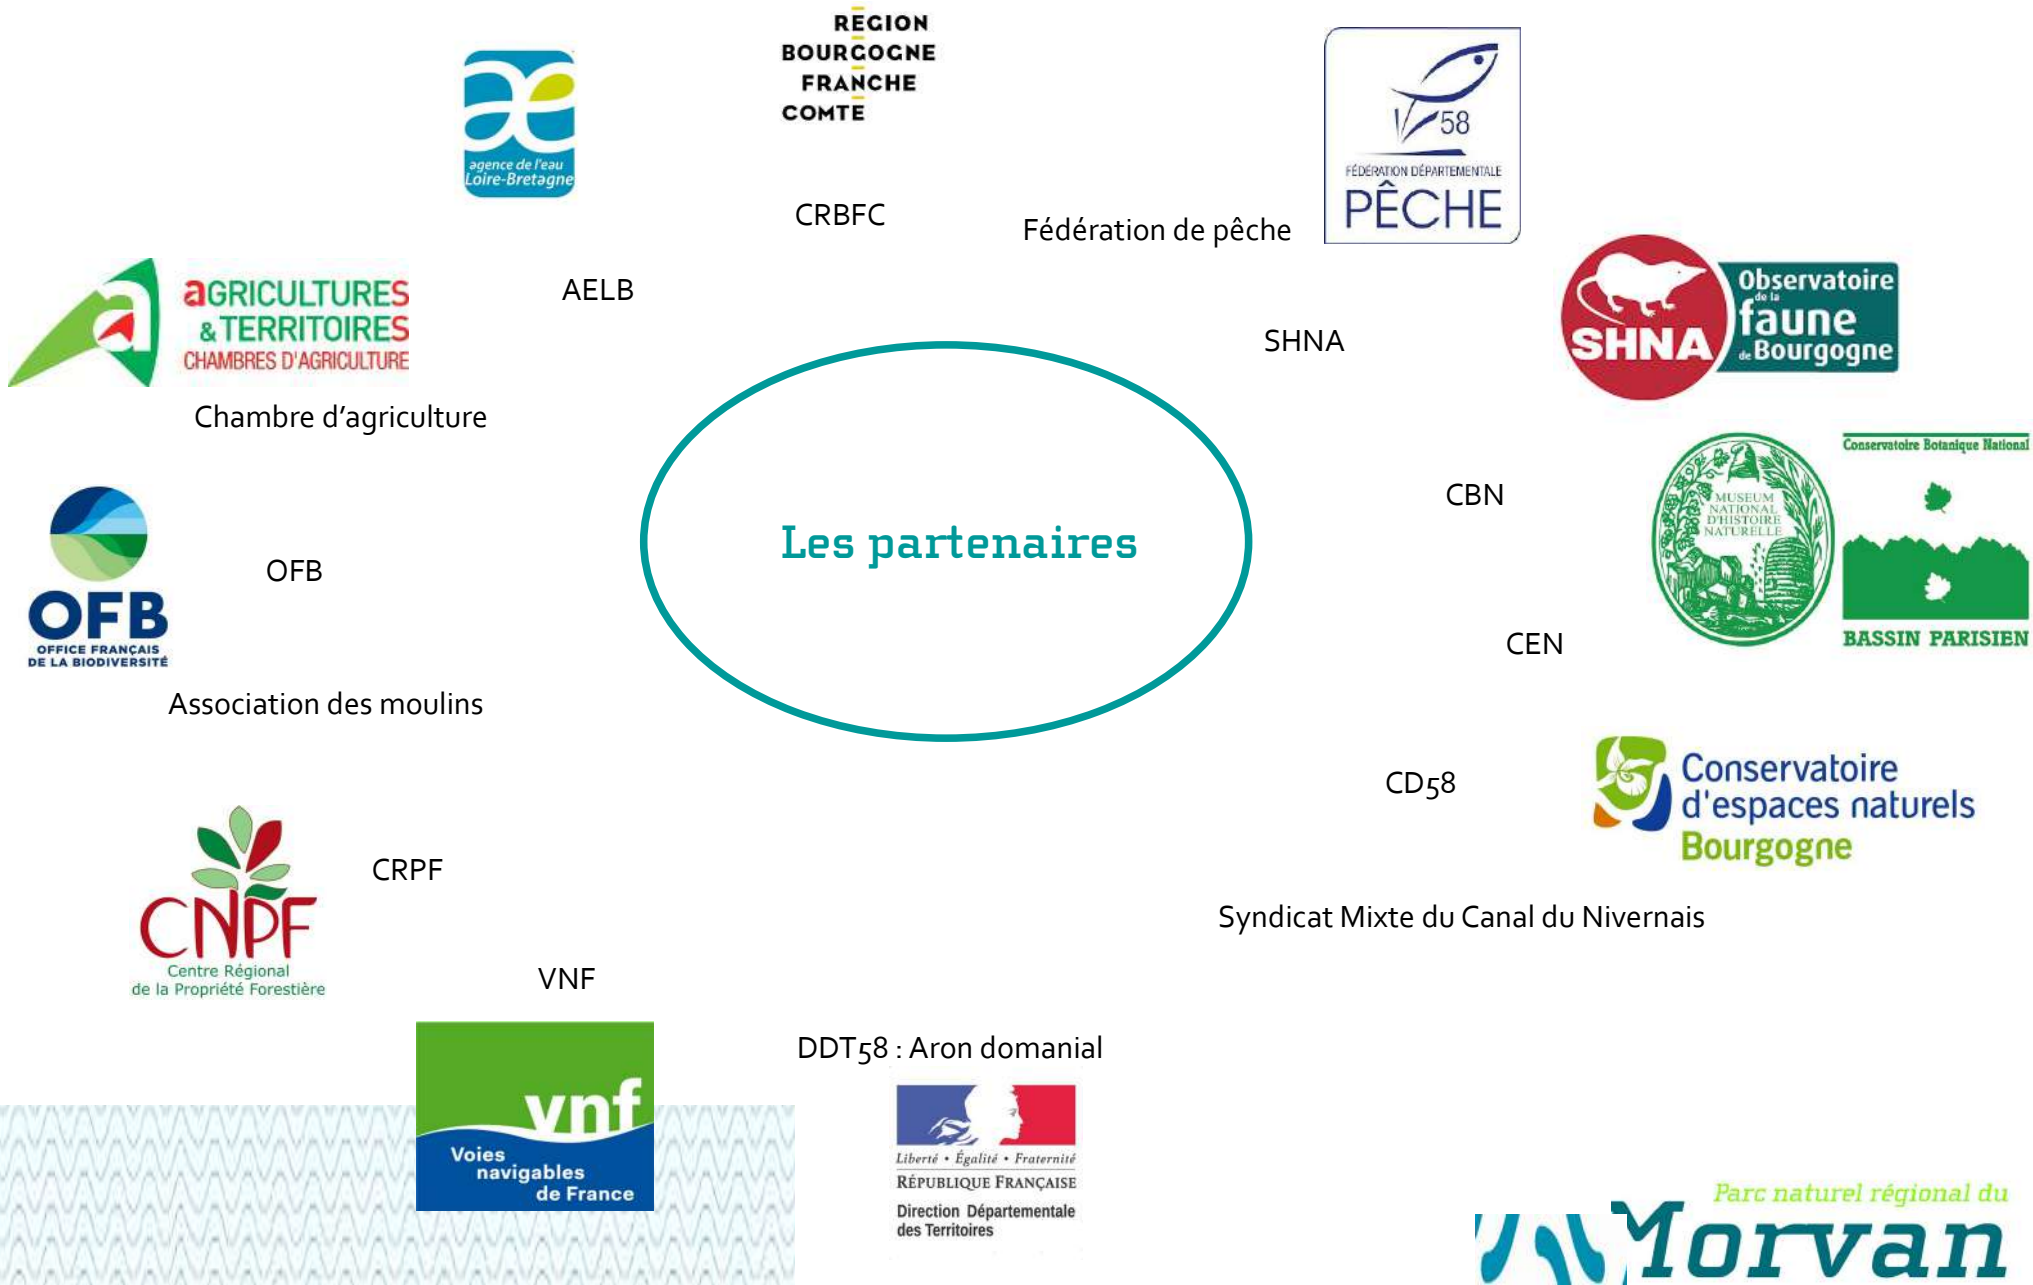 RÉGION
BOURGOGNE
FRANCHE
COMTÉ
agence de l'eau
Loire-Bretagne
58
FÉDÉRATION DÉPARTEMENTALE
PÊCHE
CRBFC
Fédération de pêche
AELB
AGRICULTURES
& TERRITOIRES
CHAMBRES D'AGRICULTURE
Chambre d’agriculture
SHNA
SHNA
Observatoire
de la
faune
de Bourgogne
Les partenaires
CBN
MUSEUM
NATIONAL
D'HISTOIRE
NATURELLE
Conservatoire Botanique National
BASSIN PARISIEN
OFB
OFB
OFFICE FRANÇAIS
DE LA BIODIVERSITÉ
CEN
Association des moulins
CD58
Conservatoire
d'espaces naturels
Bourgogne
CRPF
CNPF
Centre Régional
de la Propriété Forestière
Syndicat Mixte du Canal du Nivernais
VNF
vnf
Voies
navigables
de France
DDT58 : Aron domanial
Liberté • Égalité • Fraternité
RÉPUBLIQUE FRANÇAISE
Direction Départementale
des Territoires
Parc naturel régional du
Morvan